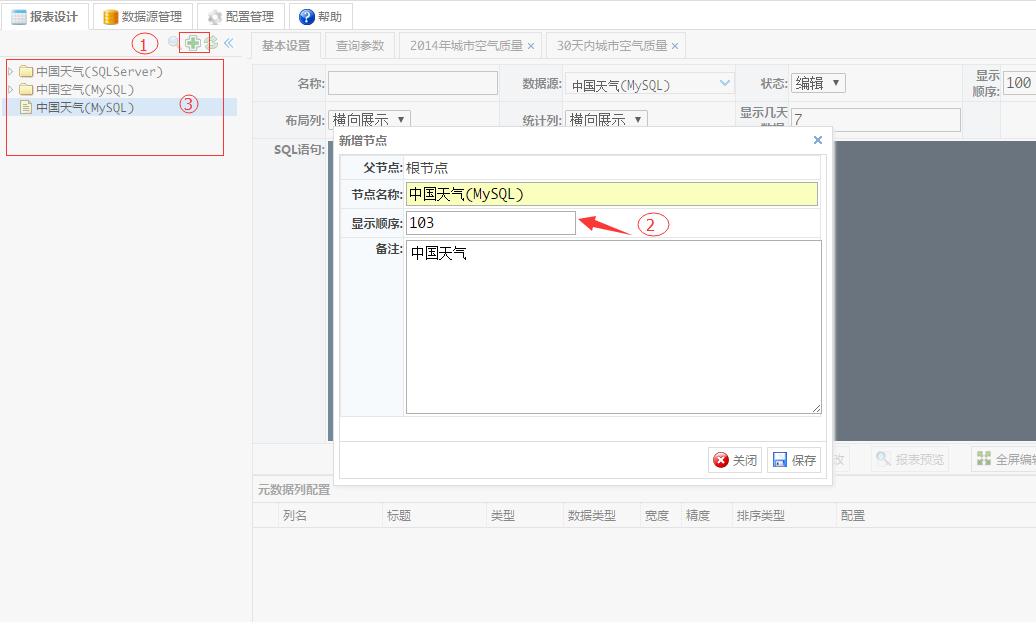 报表设计 数据源管理 配置管理 帮助
① 基本设置 查询参数 2014年城市空气质量 × 30天内城市空气质量 ×
中国天气(SQLServer)
中国空气(MySQL)
中国天气(MySQL) ③
名称: 数据源: 中国天气(MySQL) 状态: 编辑 显示顺序: 100
布局列: 横向展示 统计列: 横向展示 显示几天 7
SQL语句:
新增节点 ×
父节点: 根节点
节点名称: 中国天气(MySQL)
显示顺序: 103 ②
备注: 中国天气
关闭 保存
改 报表预览 全屏编辑
元数据列配置
列名 标题 类型 数据类型 宽度 精度 排序类型 配置